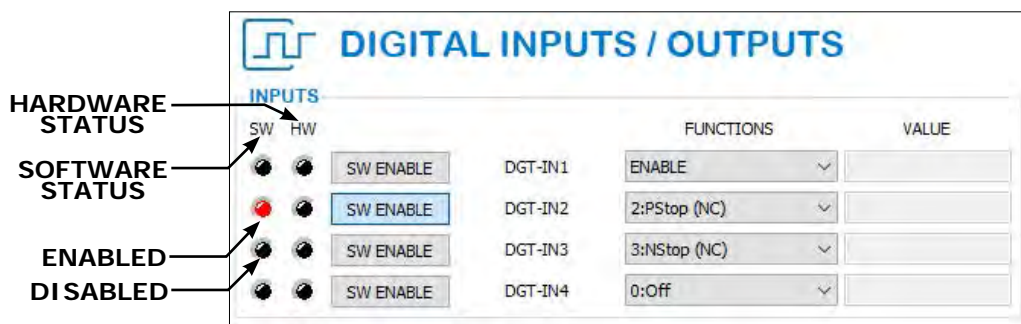 DIGITAL INPUTS / OUTPUTS
INPUTS
HARDWARE
STATUS
SW HW FUNCTIONS VALUE
SOFTWARE
STATUS
SW ENABLE DGT-IN1 ENABLE
SW ENABLE DGT-IN2 2:PStop (NC)
ENABLED
SW ENABLE DGT-IN3 3:NStop (NC)
DISABLED
SW ENABLE DGT-IN4 0:Off